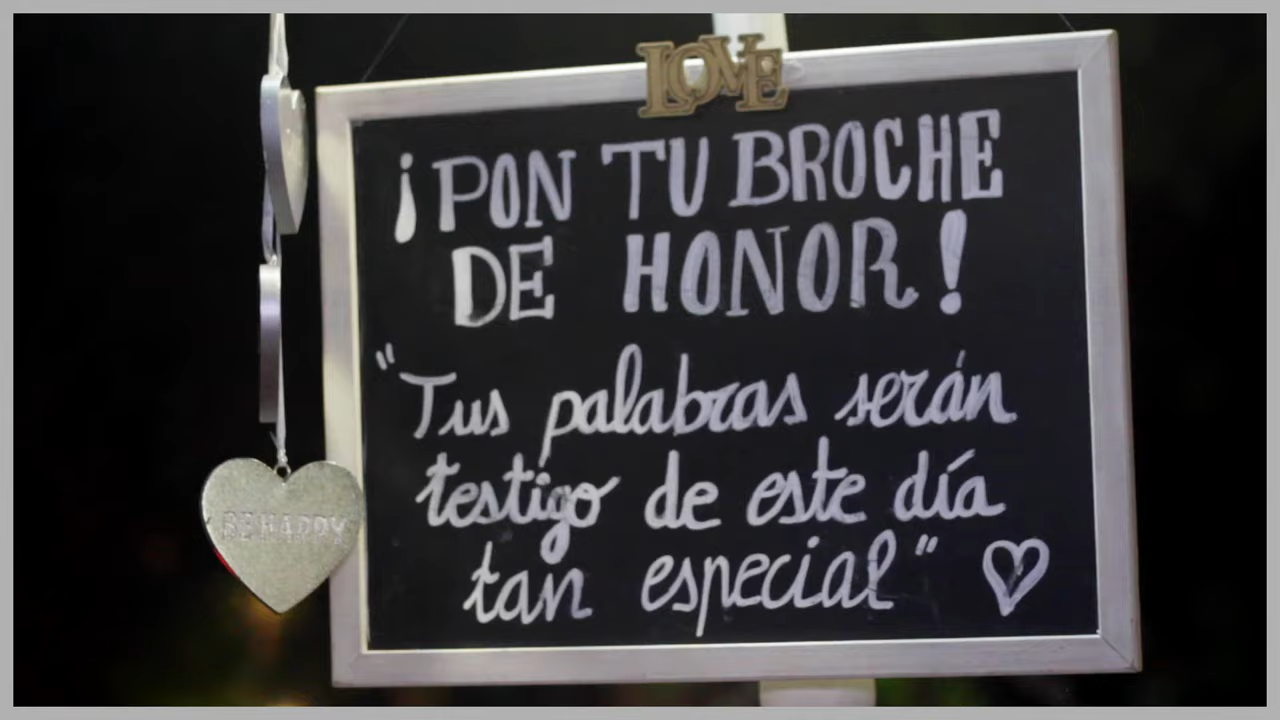 LOVE
¡PON TU BROCHE
DE HONOR!
"Tus palabras serán
testigo de este día
tan especial"
BE HAPPY